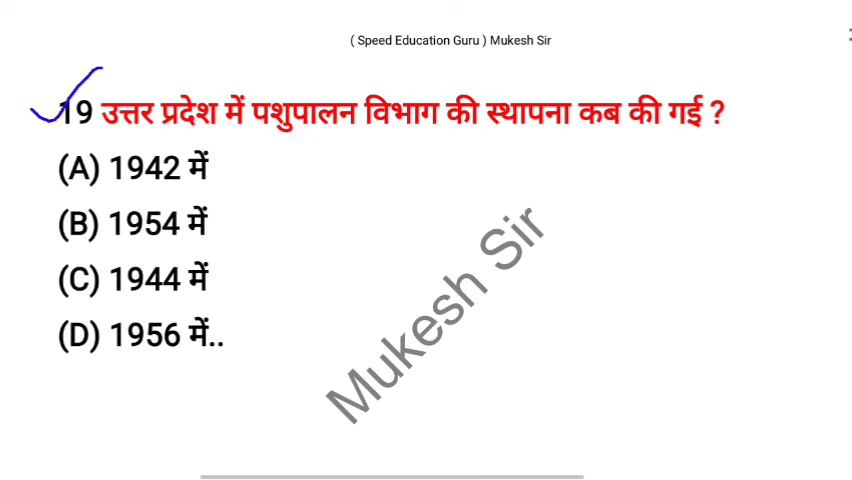 ( Speed Education Guru ) Mukesh Sir
19 उत्तर प्रदेश में पशुपालन विभाग की स्थापना कब की गई ?
(A) 1942 में
(B) 1954 में
(C) 1944 में
(D) 1956 में..
Mukesh Sir